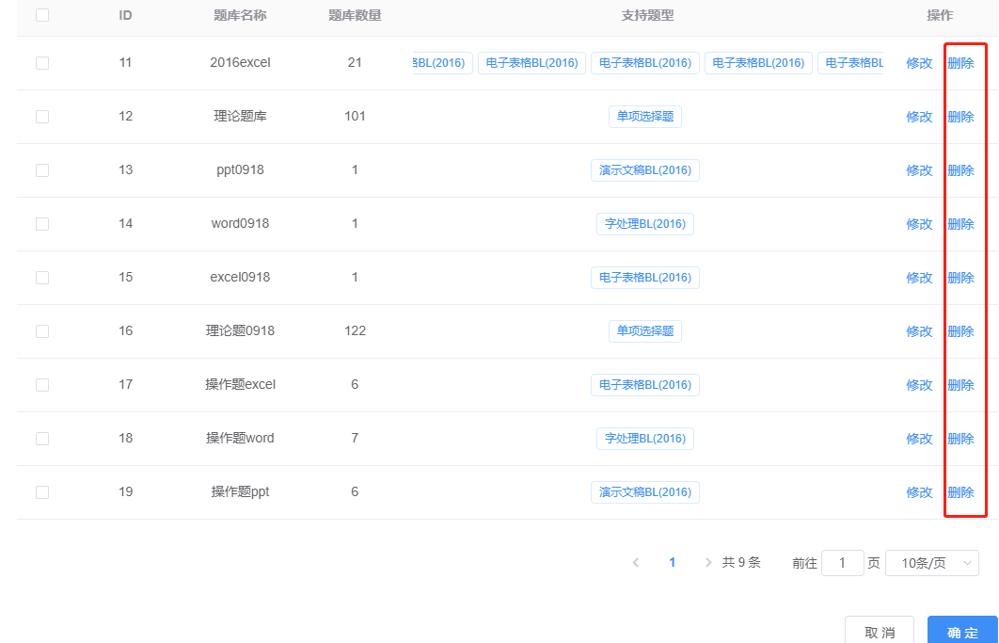 ID 题库名称 题库数量 支持题型 操作
11 2016excel 21 BL(2016) 电子表格BL(2016) 电子表格BL(2016) 电子表格BL(2016) 电子表格BL 修改 删除
12 理论题库 101 单项选择题 修改 删除
13 ppt0918 1 演示文稿BL(2016) 修改 删除
14 word0918 1 字处理BL(2016) 修改 删除
15 excel0918 1 电子表格BL(2016) 修改 删除
16 理论题0918 122 单项选择题 修改 删除
17 操作题excel 6 电子表格BL(2016) 修改 删除
18 操作题word 7 字处理BL(2016) 修改 删除
19 操作题ppt 6 演示文稿BL(2016) 修改 删除
1 共 9 条 前往 1 页 10条/页
取 消 确 定